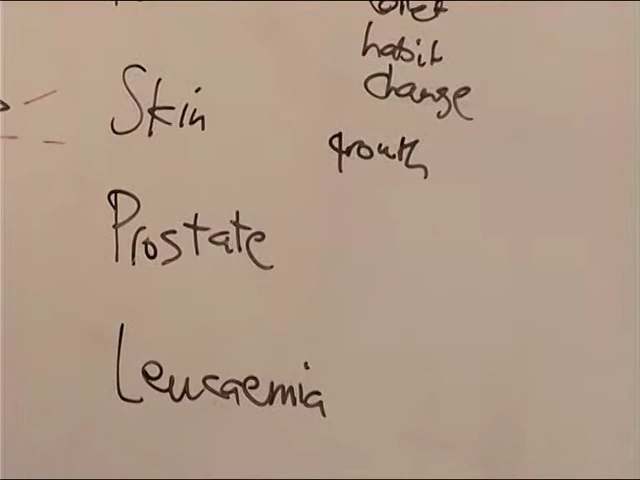 habit
change
Skin
growth
Prostate
Leucaemia